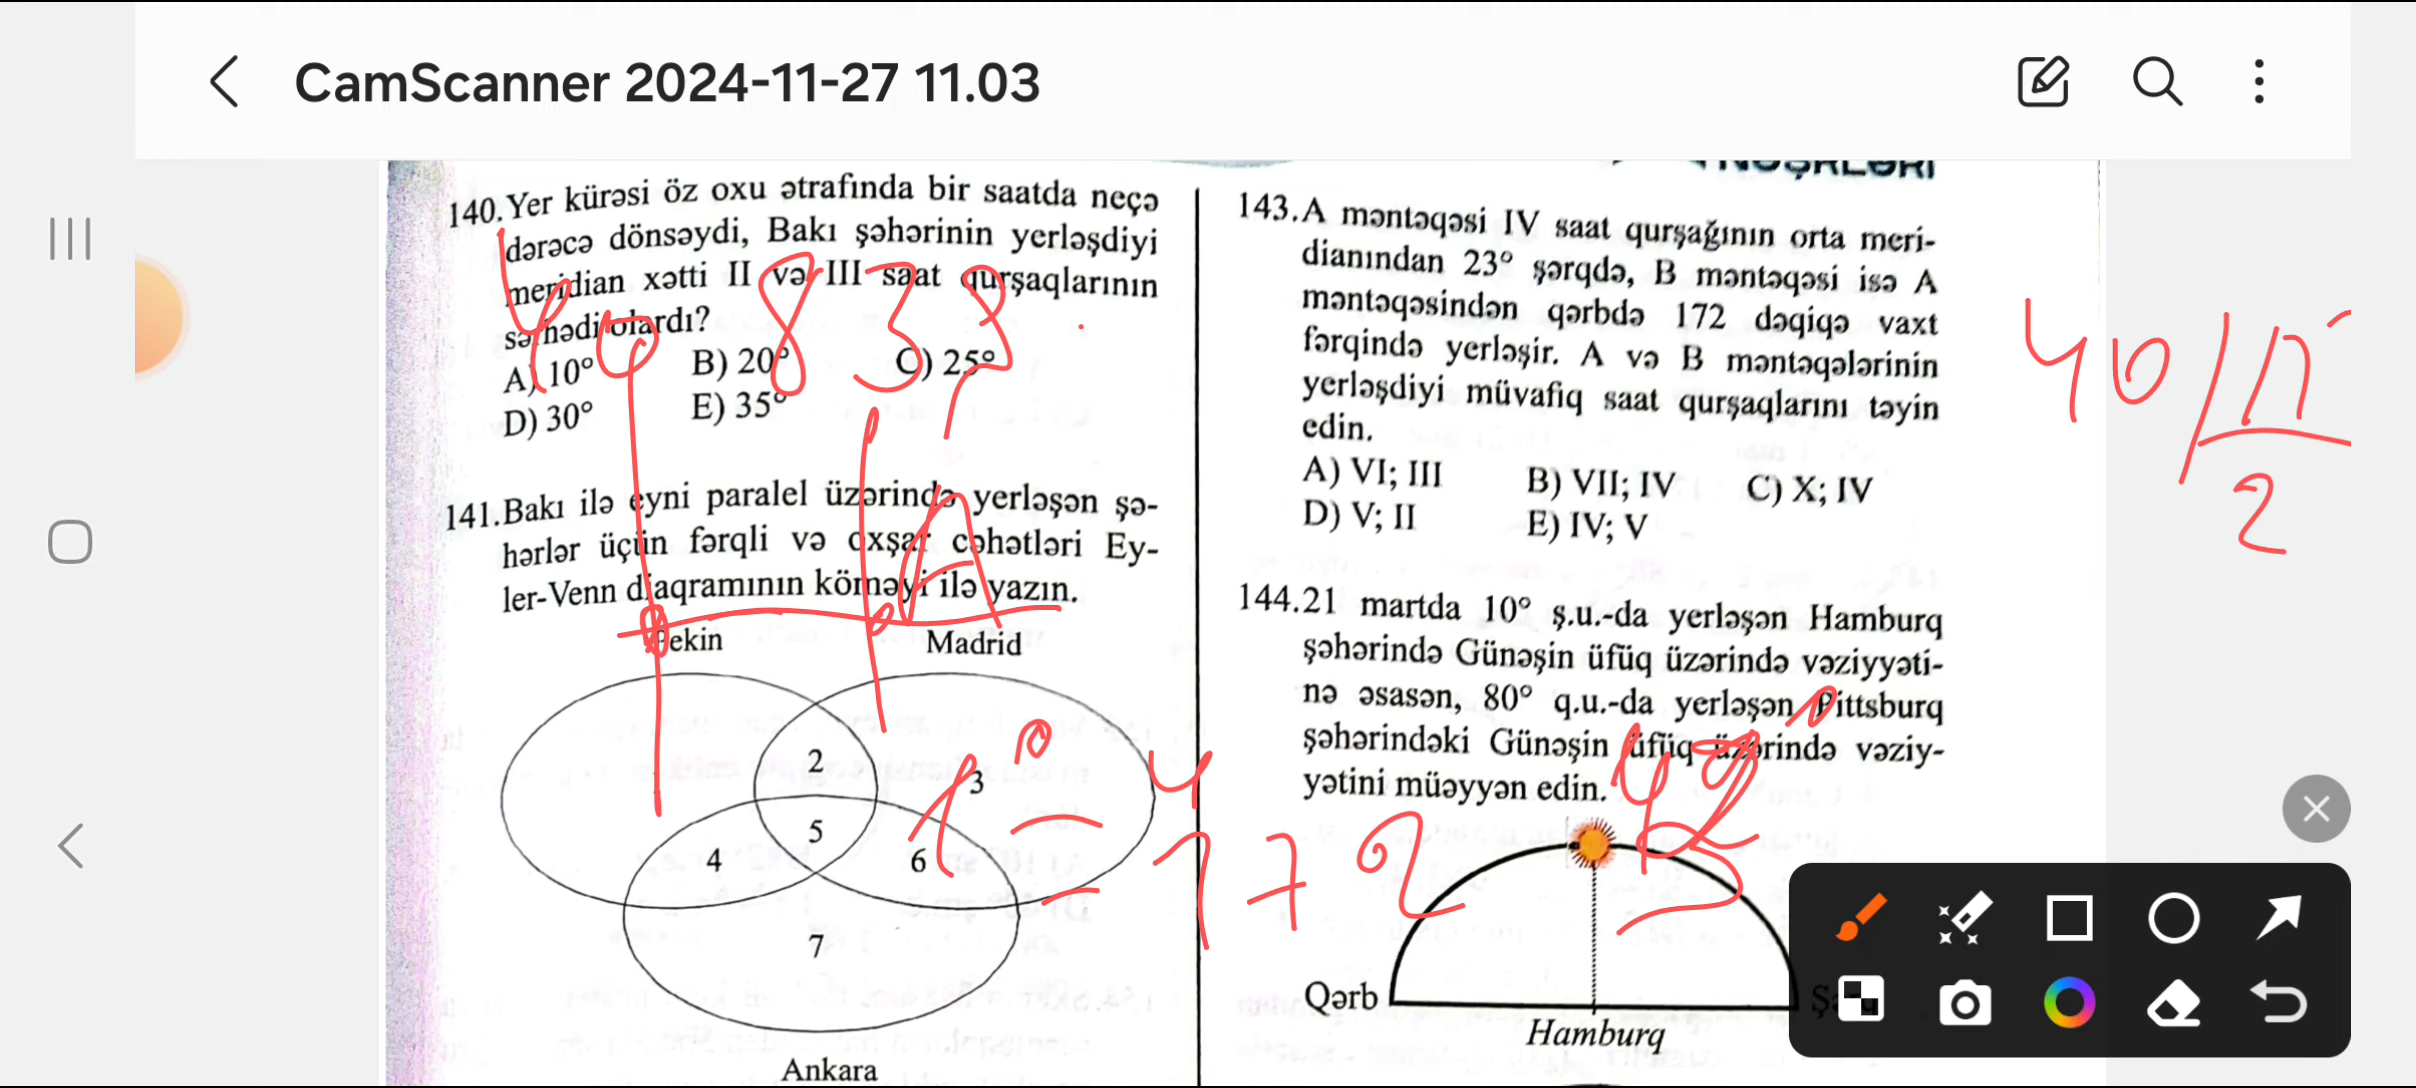 CamScanner 2024-11-27 11.03
NƏŞRLƏRİ
140. Yer kürəsi öz oxu ətrafında bir saatda neçə
dərəcə dönsəydi, Bakı şəhərinin yerləşdiyi
meridian xətti II və III saat qurşaqlarının
sərhədi olardı?
A) 10° B) 20° C) 25°
D) 30° E) 35°
40 838
141. Bakı ilə eyni paralel üzərində yerləşən şə-
hərlər üçün fərqli və oxşar cəhətləri Ey-
ler-Venn diaqramının köməyi ilə yazın.
A
Pekin Madrid
2
3
5
4 6
7
Ankara
143. A məntəqəsi IV saat qurşağının orta meri-
dianından 23° şərqdə, B məntəqəsi isə A
məntəqəsindən qərbdə 172 dəqiqə vaxt
fərqində yerləşir. A və B məntəqələrinin
yerləşdiyi müvafiq saat qurşaqlarını təyin
edin.
A) VI; III B) VII; IV C) X; IV
D) V; II E) IV; V
40
2
144. 21 martda 10° ş.u.-da yerləşən Hamburq
şəhərində Günəşin üfüq üzərində vəziyyəti-
nə əsasən, 80° q.u.-da yerləşən Pittsburq
şəhərindəki Günəşin üfüq üzərində vəziy-
yətini müəyyən edin.
4
172
Qərb
Hamburq